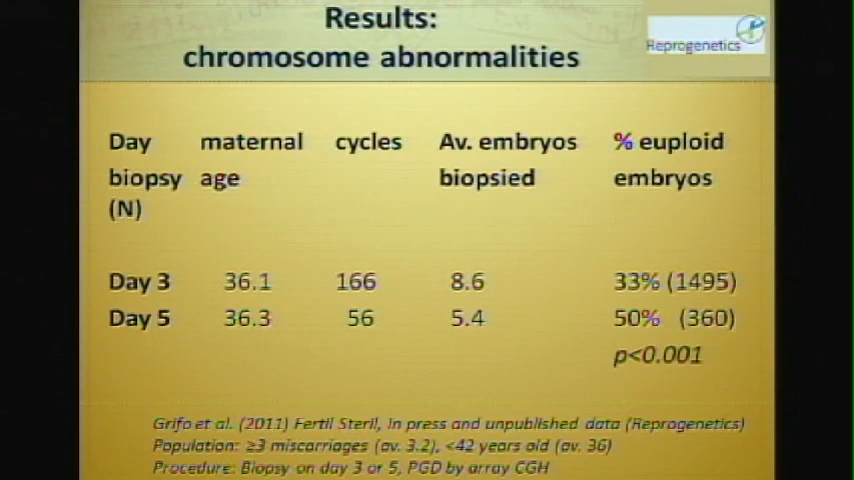 Results:
chromosome abnormalities
Reprogenetics
Day maternal cycles Av. embryos % euploid
biopsy age biopsied embryos
(N)
Day 3 36.1 166 8.6 33% (1495)
Day 5 36.3 56 5.4 50% (360)
p<0.001
Grifo et al. (2011) Fertil Steril, In press and unpublished data (Reprogenetics)
Population: ≥3 miscarriages (av. 3.2), <42 years old (av. 36)
Procedure: Biopsy on day 3 or 5, PGD by array CGH